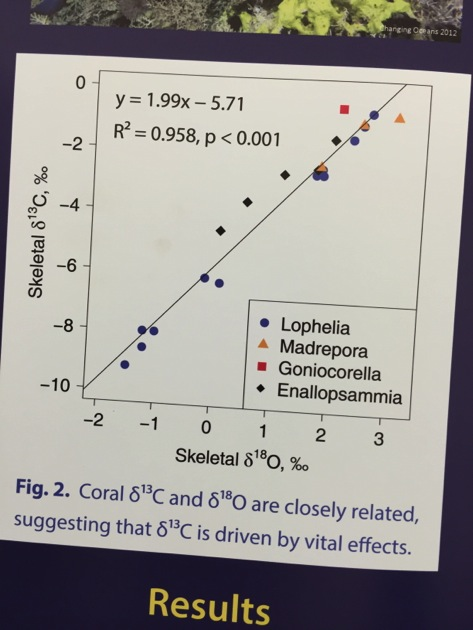 Changing Oceans 2012
y = 1.99x – 5.71
R² = 0.958, p < 0.001
0
−2
−4
−6
−8
−10
Skeletal δ¹³C, ‰
Lophelia
Madrepora
Goniocorella
Enallopsammia
−2 −1 0 1 2 3
Skeletal δ¹⁸O, ‰
Fig. 2. Coral δ¹³C and δ¹⁸O are closely related,
suggesting that δ¹³C is driven by vital effects.
Results